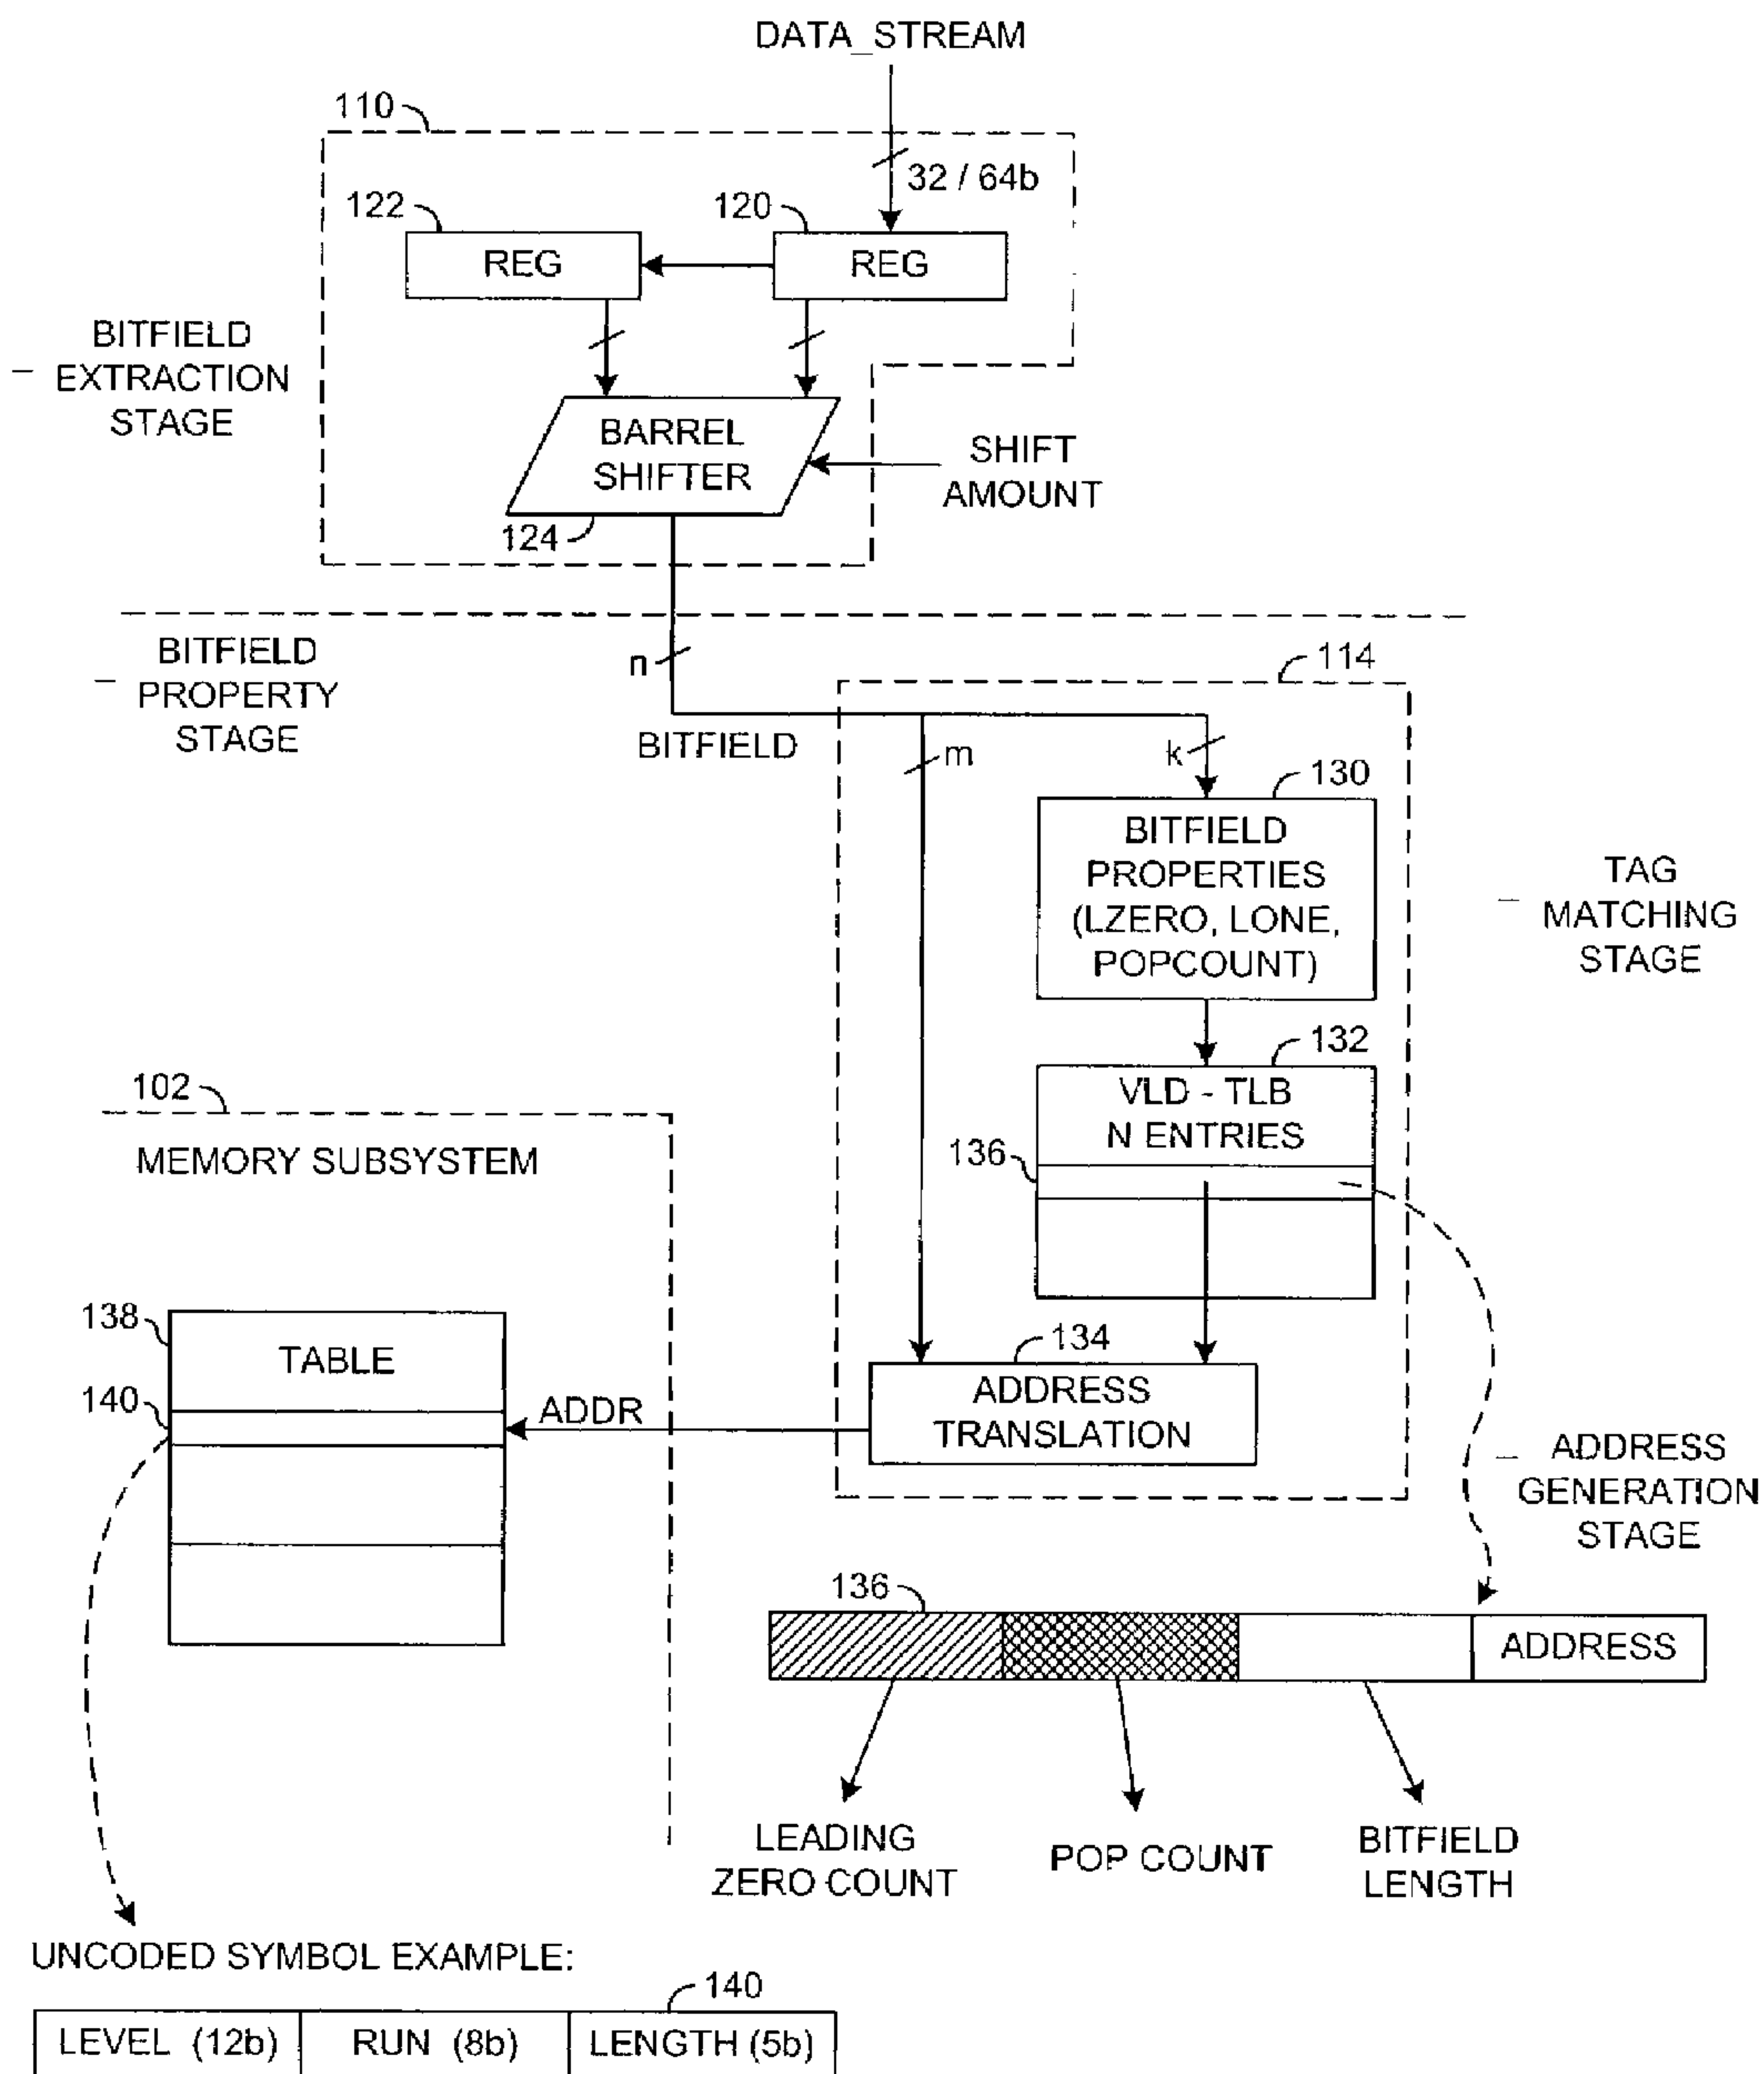 DATA_STREAM
110
32 / 64b
122
120
REG
REG
BITFIELD
EXTRACTION
STAGE
BARREL
SHIFTER
SHIFT
AMOUNT
124
BITFIELD
PROPERTY
STAGE
n
114
BITFIELD
m
k
130
BITFIELD
PROPERTIES
(LZERO, LONE,
POPCOUNT)
TAG
MATCHING
STAGE
132
VLD - TLB
N ENTRIES
136
102
MEMORY SUBSYSTEM
138
TABLE
140
ADDR
134
ADDRESS
TRANSLATION
ADDRESS
GENERATION
STAGE
136
ADDRESS
LEADING
ZERO COUNT
POP COUNT
BITFIELD
LENGTH
UNCODED SYMBOL EXAMPLE:
140
LEVEL (12b)
RUN (8b)
LENGTH (5b)